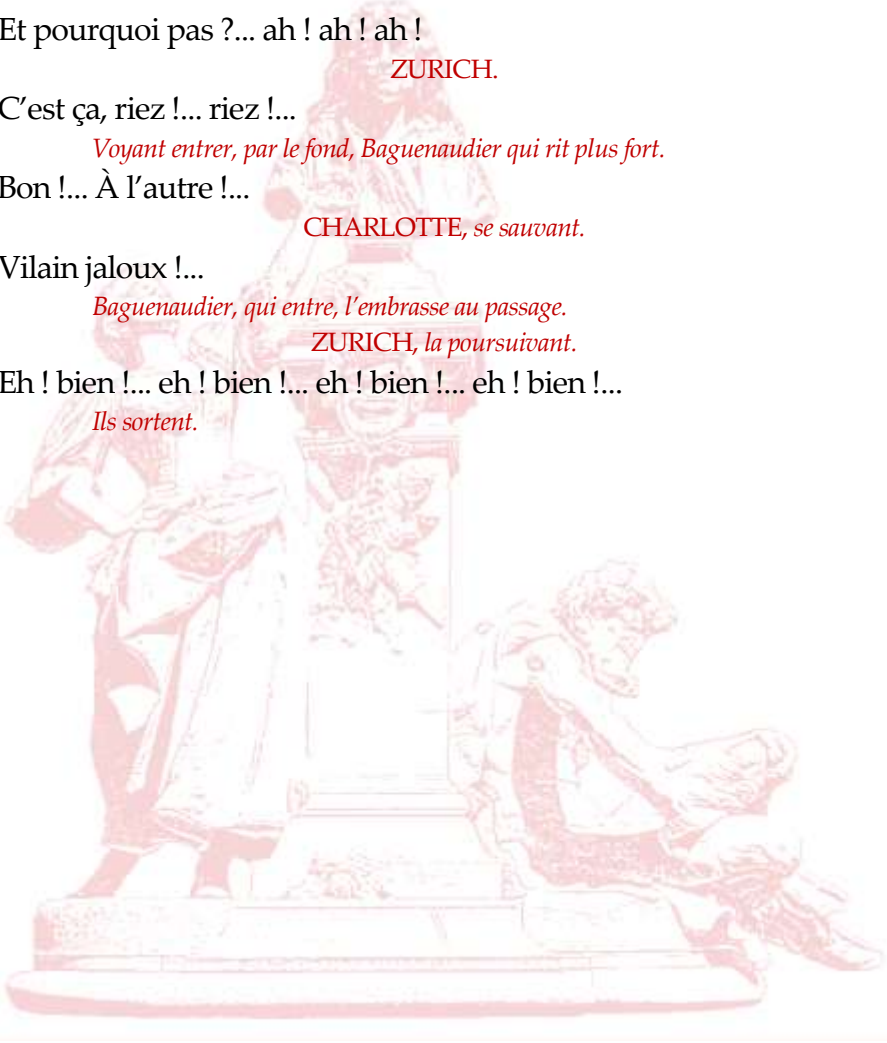 Et pourquoi pas ?... ah ! ah ! ah !
ZURICH.
C’est ça, riez !... riez !...
Voyant entrer, par le fond, Baguenaudier qui rit plus fort.
Bon !... À l’autre !...
CHARLOTTE, se sauvant.
Vilain jaloux !...
Baguenaudier, qui entre, l’embrasse au passage.
ZURICH, la poursuivant.
Eh ! bien !... eh ! bien !... eh ! bien !... eh ! bien !...
Ils sortent.